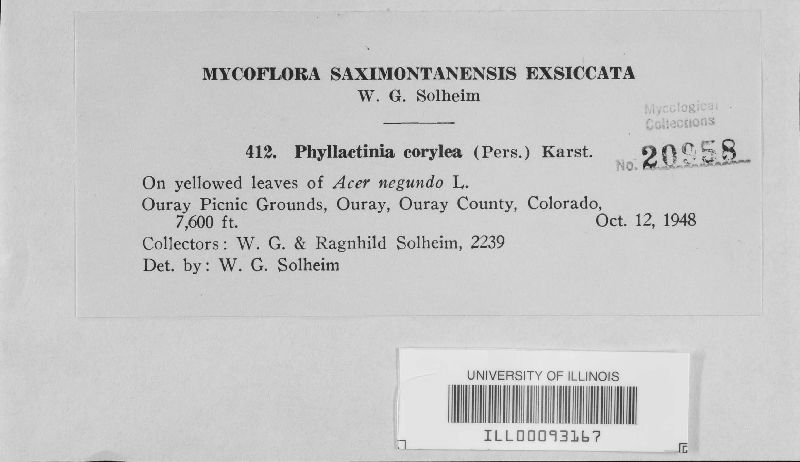 MYCOFLORA SAXIMONTANENSIS EXSICCATA
W. G. Solheim
Mycological
Collections
No. 20958
412. Phyllactinia corylea (Pers.) Karst.
On yellowed leaves of Acer negundo L.
Ouray Picnic Grounds, Ouray, Ouray County, Colorado,
7,600 ft. Oct. 12, 1948
Collectors: W. G. & Ragnhild Solheim, 2239
Det. by: W. G. Solheim
UNIVERSITY OF ILLINOIS
ILL00093167